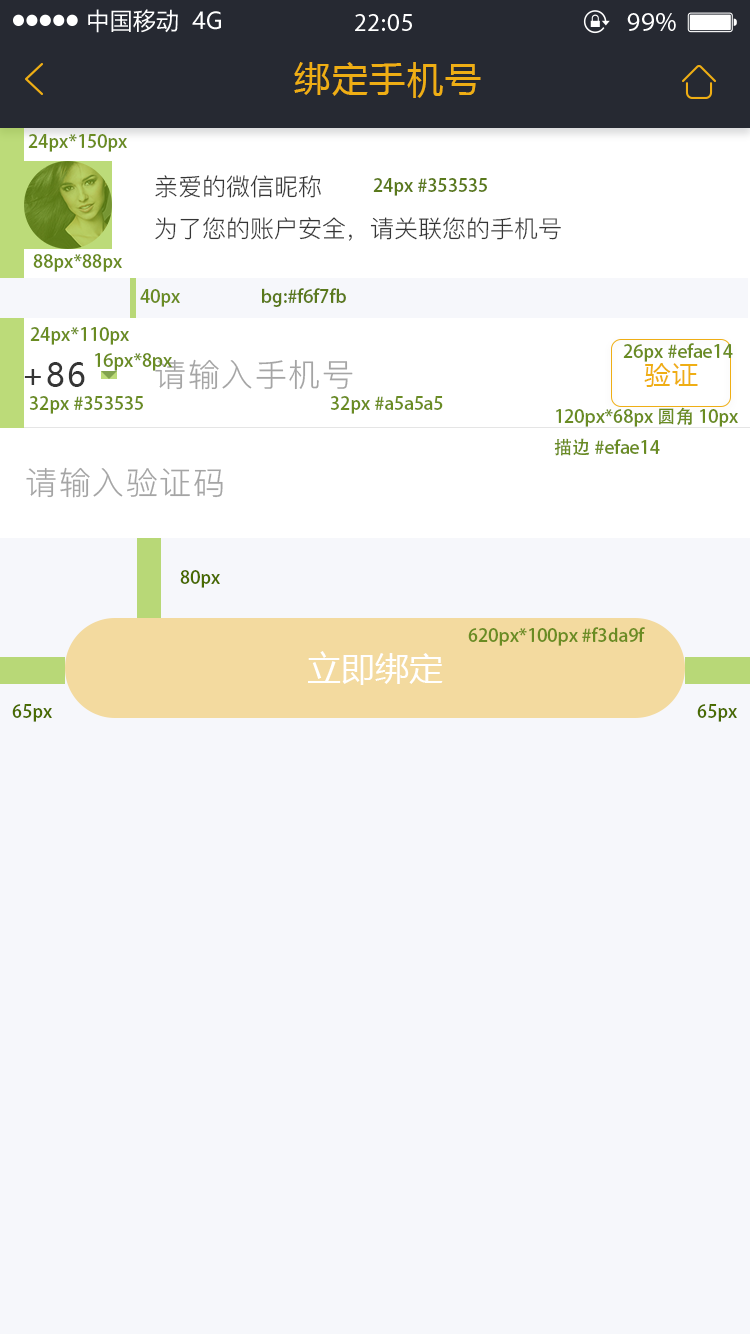 中国移动 4G 22:05 99%
绑定手机号
24px*150px
亲爱的微信昵称 24px #353535
为了您的账户安全，请关联您的手机号
88px*88px
40px bg:#f6f7fb
24px*110px
16px*8px 26px #efae14
+86 请输入手机号 验证
32px #353535 32px #a5a5a5
120px*68px 圆角 10px
描边 #efae14
请输入验证码
80px
620px*100px #f3da9f
立即绑定
65px 65px